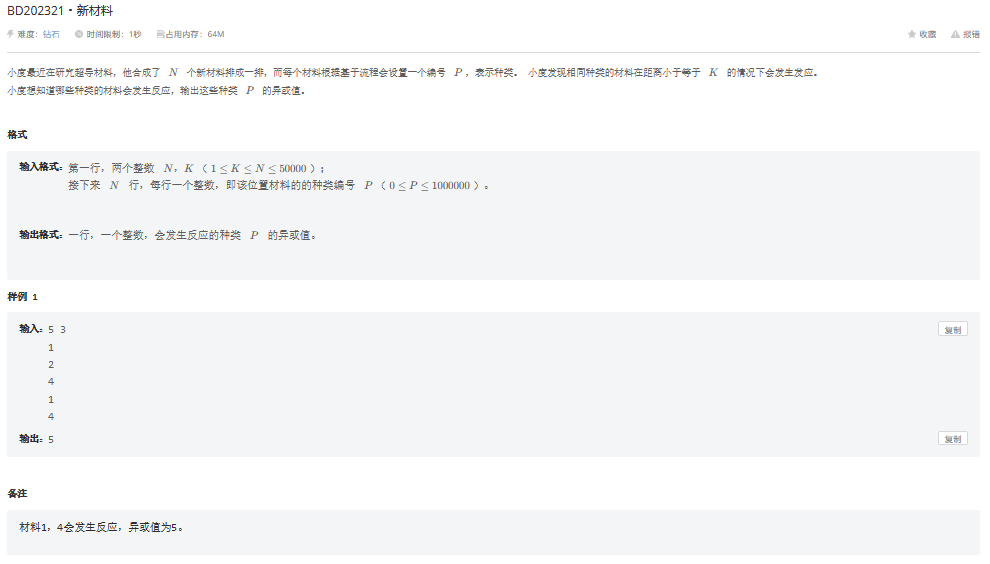 BD202321 · 新材料
难度：钻石 时间限制：1秒 占用内存：64M 收藏 报错
小度最近在研究超导材料，他合成了 N 个新材料排成一排，而每个材料根据基于流程会设置一个编号 P，表示种类。 小度发现相同种类的材料在距离小于等于 K 的情况下会发生发应。
小度想知道哪些种类的材料会发生反应，输出这些种类 P 的异或值。
格式
输入格式：第一行，两个整数 N，K（1 ≤ K ≤ N ≤ 50000）；
接下来 N 行，每行一个整数，即该位置材料的的种类编号 P（0 ≤ P ≤ 1000000）。
输出格式：一行，一个整数，会发生反应的种类 P 的异或值。
样例 1
输入：5 3 复制
1
2
4
1
4
输出：5 复制
备注
材料1，4会发生反应，异或值为5。